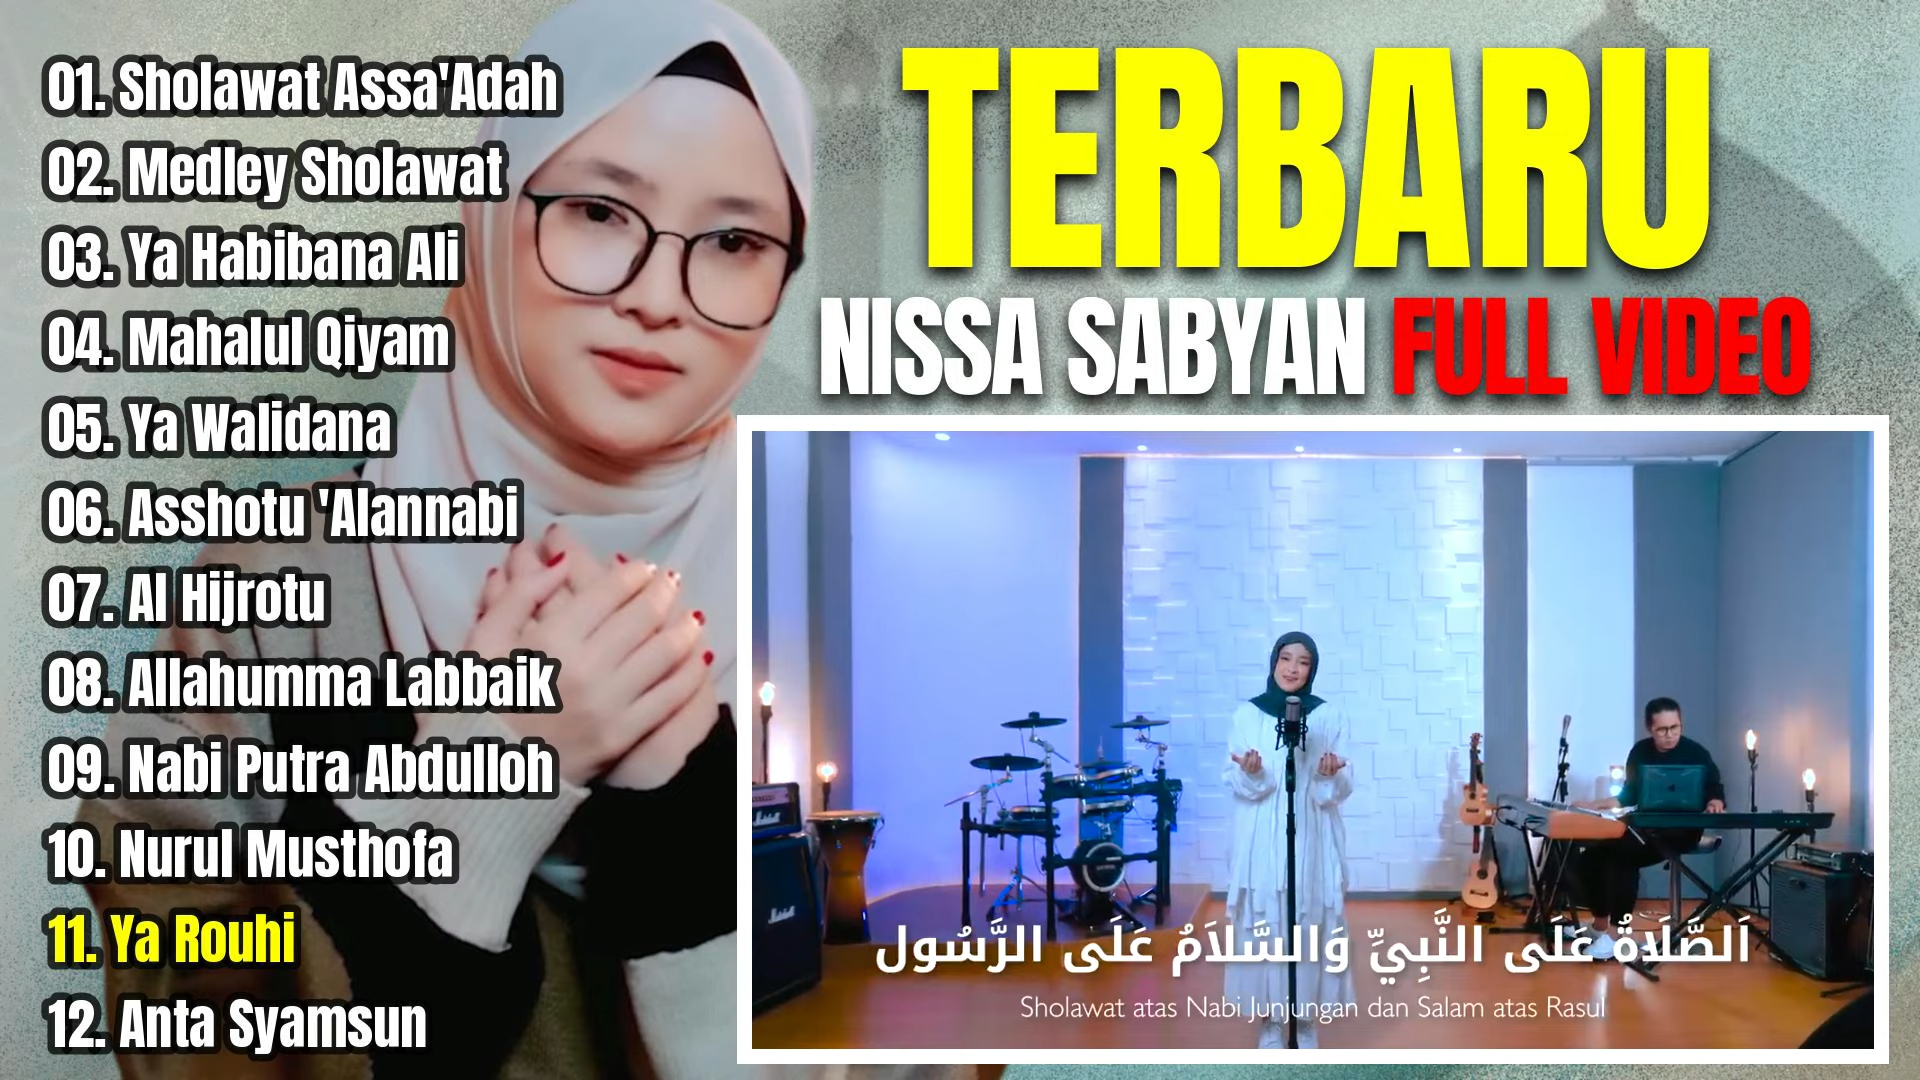 01. Sholawat Assa'Adah
02. Medley Sholawat
03. Ya Habibana Ali
04. Mahalul Qiyam
05. Ya Walidana
06. Asshotu 'Alannabi
07. Al Hijrotu
08. Allahumma Labbaik
09. Nabi Putra Abdulloh
10. Nurul Musthofa
11. Ya Rouhi
12. Anta Syamsun
TERBARU
NISSA SABYAN FULL VIDEO
Marshall
Marshall
اَلصَّلَاةُ عَلَى النَّبِيِّ وَالسَّلاَمُ عَلَى الرَّسُول
Sholawat atas Nabi Junjungan dan Salam atas Rasul